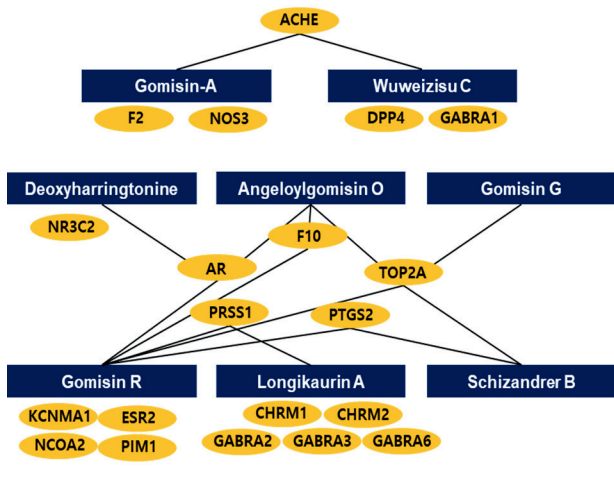 ACHE
Gomisin-A Wuweizisu C
F2 NOS3 DPP4 GABRA1
Deoxyharringtonine Angeloylgomisin O Gomisin G
NR3C2 F10
AR TOP2A
PRSS1 PTGS2
Gomisin R Longikaurin A Schizandrer B
KCNMA1 ESR2 CHRM1 CHRM2
NCOA2 PIM1 GABRA2 GABRA3 GABRA6